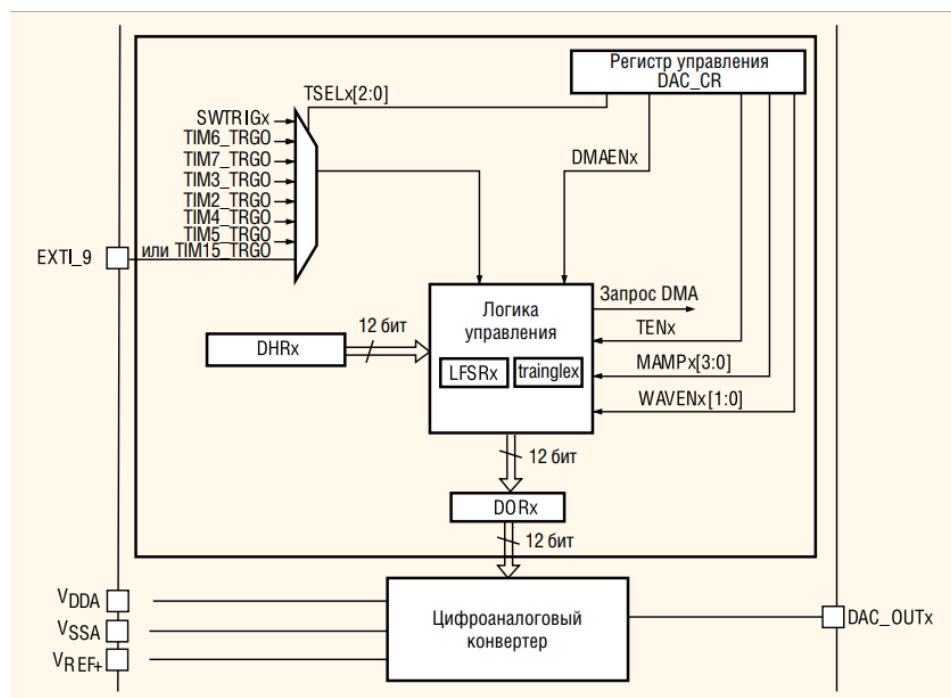 Регистр управления
DAC_CR
TSELx[2:0]
SWTRIGx
TIM6_TRGO
TIM7_TRGO
TIM3_TRGO
TIM2_TRGO
TIM4_TRGO
TIM5_TRGO
или TIM15_TRGO
EXTI_9
DMAENx
Логика
управления
LFSRx
trainglex
Запрос DMA
TENx
MAMPx[3:0]
WAVENx[1:0]
DHRx
12 бит
12 бит
DORx
12 бит
Цифроаналоговый
конвертер
VDDA
VSSA
VREF+
DAC_OUTx